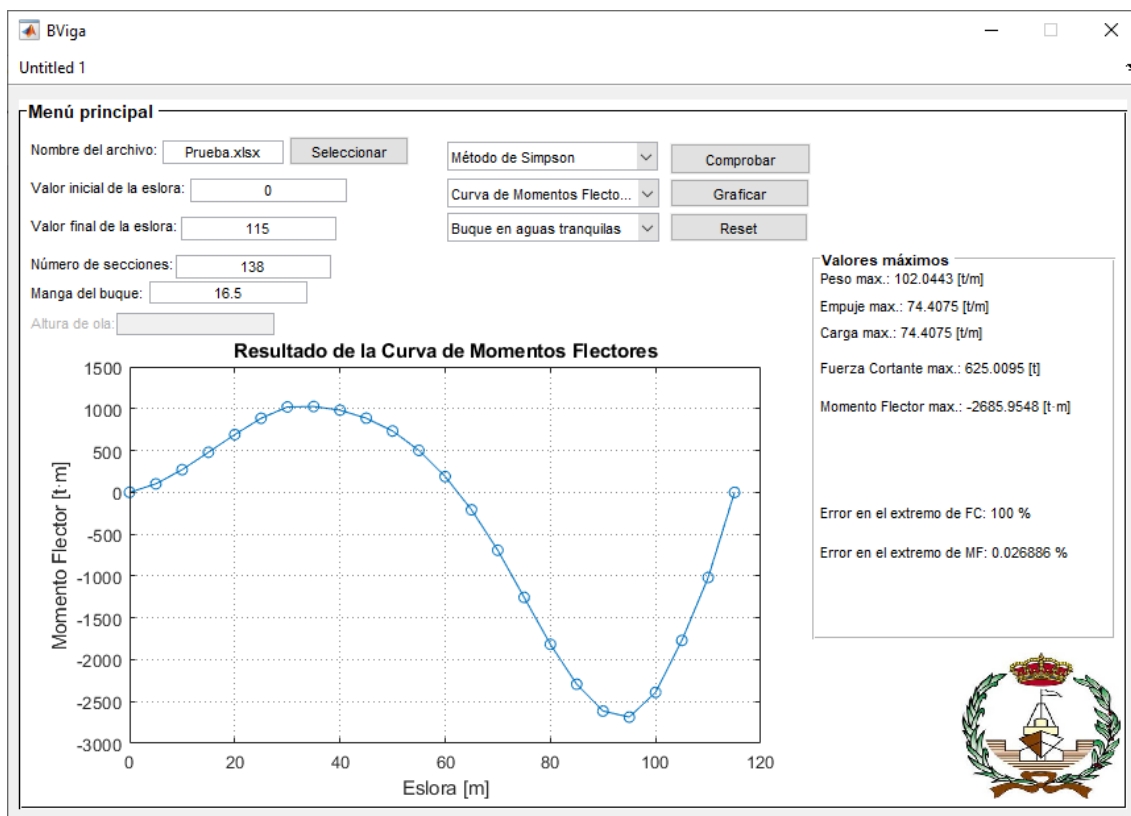 BViga
Untitled 1
Menú principal
Nombre del archivo: Prueba.xlsx Seleccionar
Valor inicial de la eslora: 0
Valor final de la eslora: 115
Número de secciones: 138
Manga del buque: 16.5
Altura de ola:
Método de Simpson Comprobar
Curva de Momentos Flecto... Graficar
Buque en aguas tranquilas Reset
Valores máximos
Peso max.: 102.0443 [t/m]
Empuje max.: 74.4075 [t/m]
Carga max.: 74.4075 [t/m]
Fuerza Cortante max.: 625.0095 [t]
Momento Flector max.: -2685.9548 [t·m]
Error en el extremo de FC: 100 %
Error en el extremo de MF: 0.026886 %
Resultado de la Curva de Momentos Flectores
Momento Flector [t·m]
1500
1000
500
0
-500
-1000
-1500
-2000
-2500
-3000
0 20 40 60 80 100 120
Eslora [m]